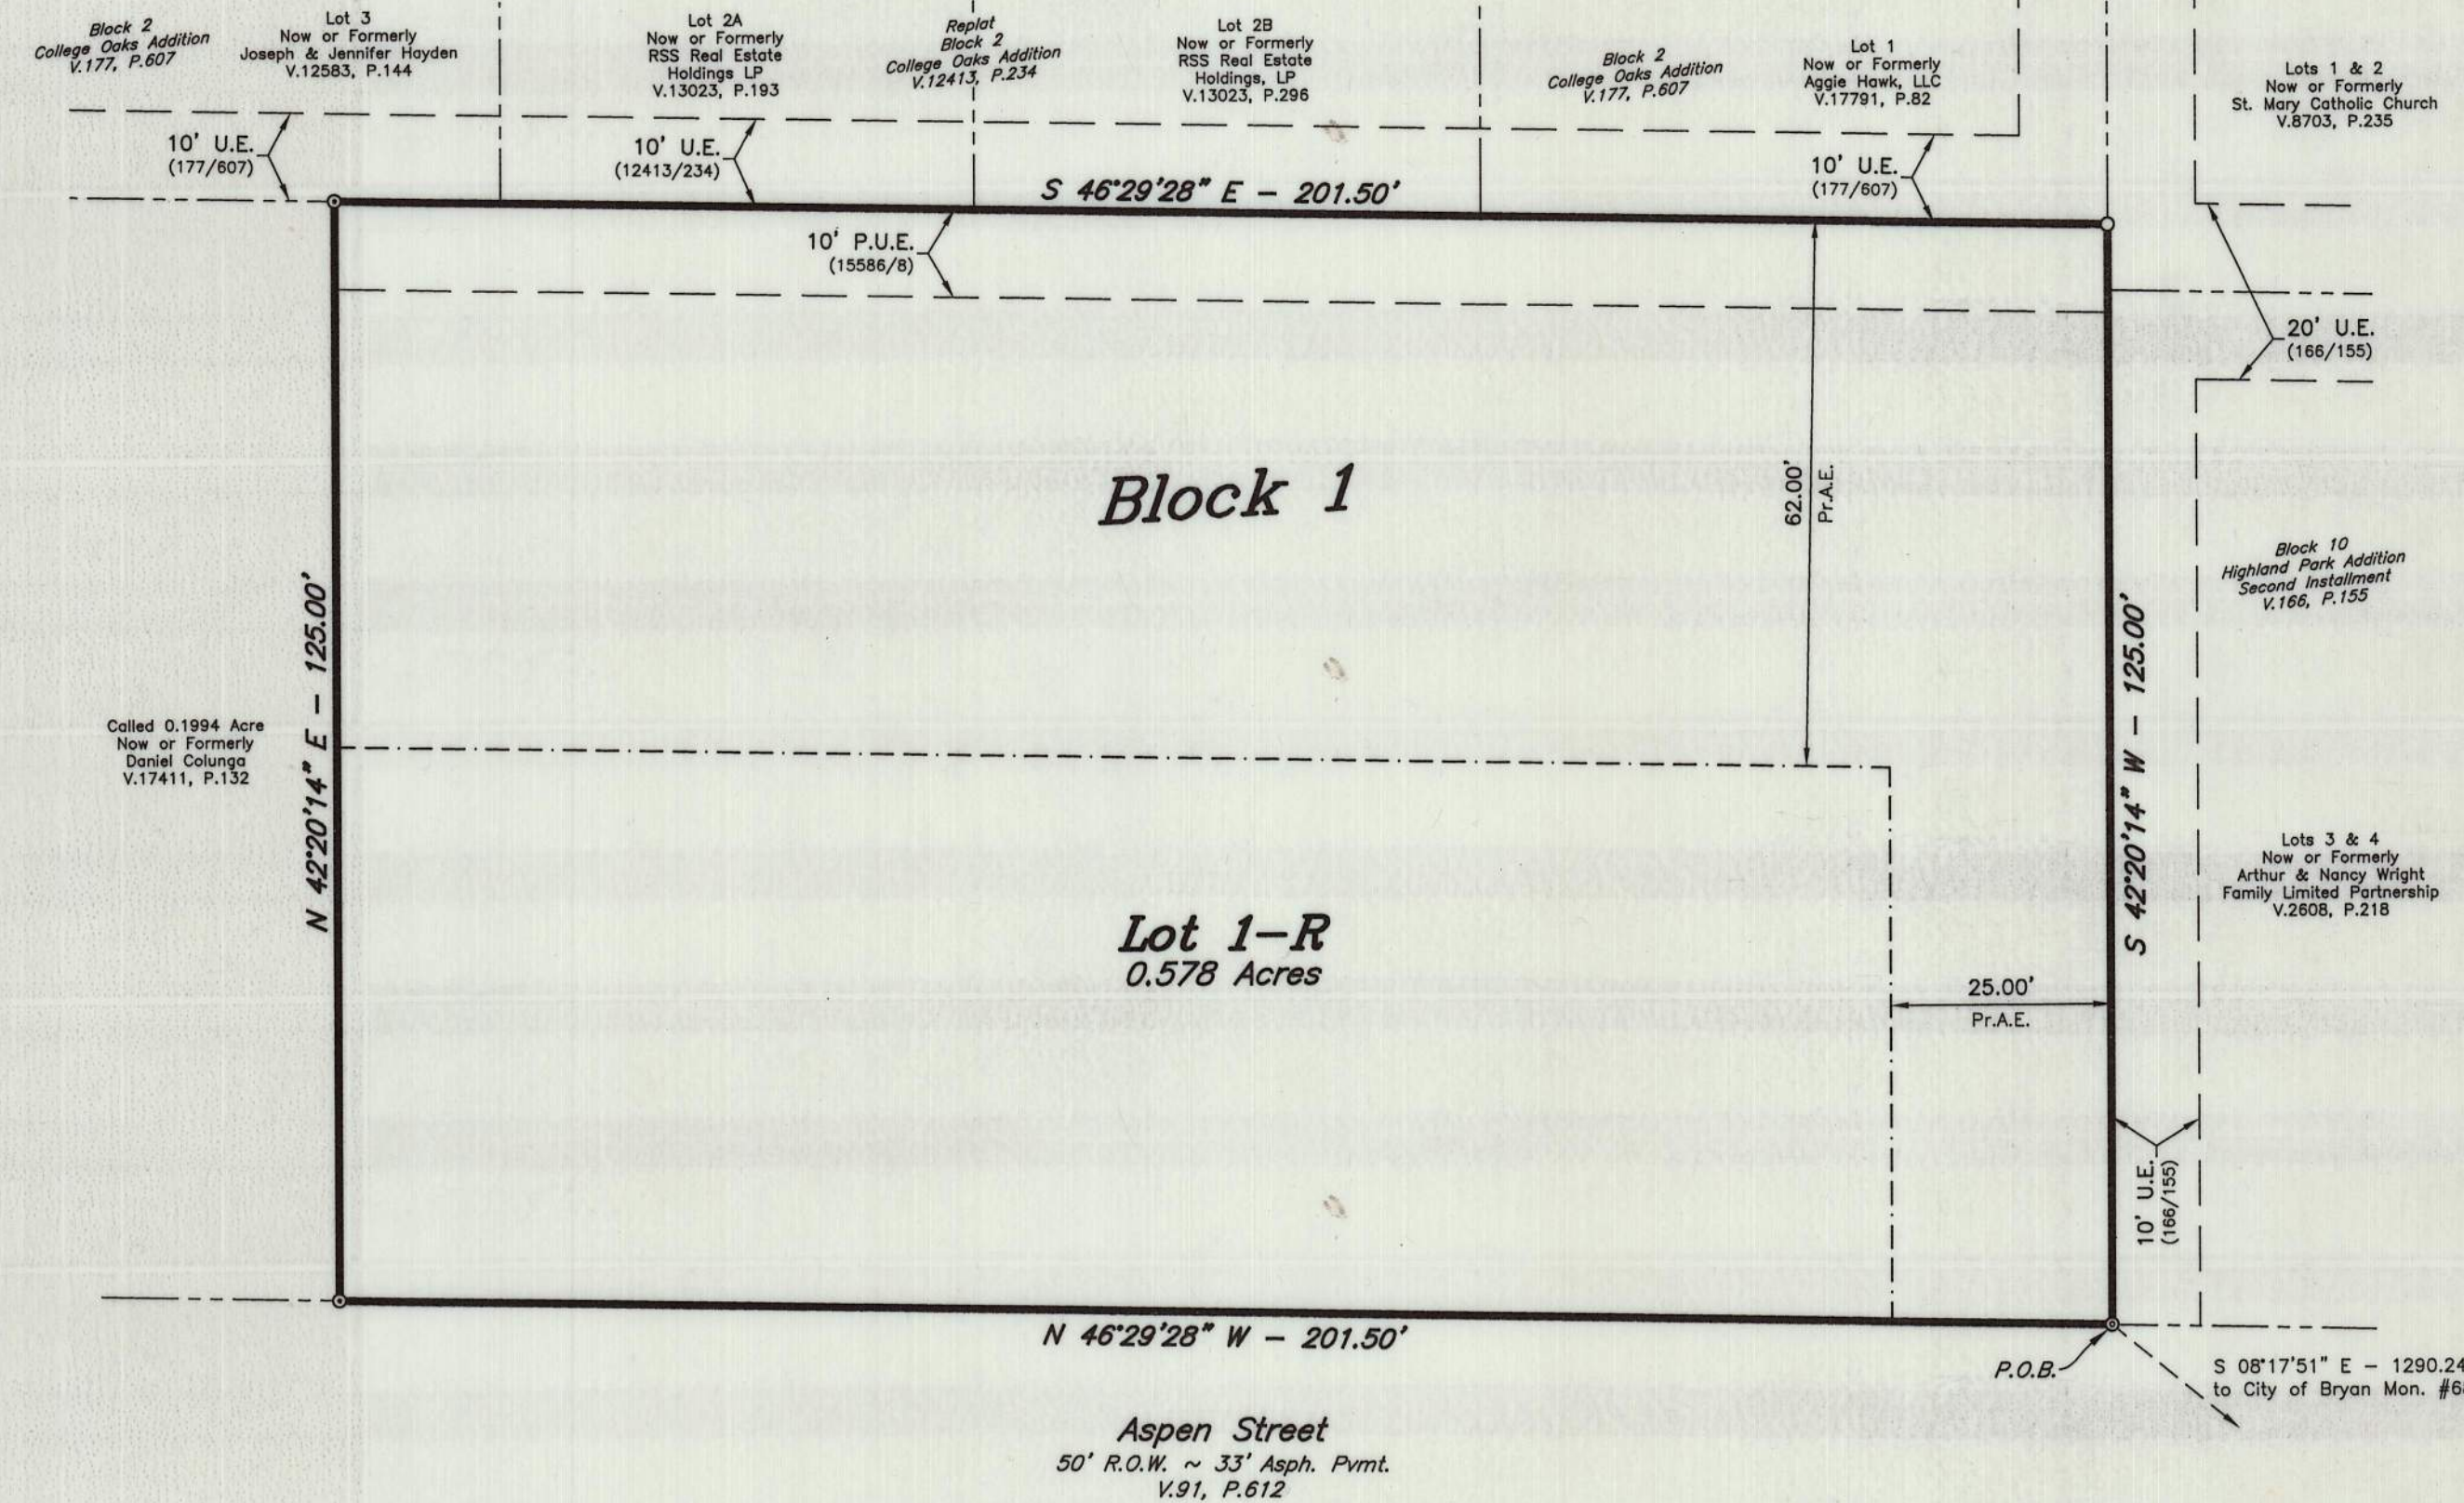 Block 2
College Oaks Addition
V.177, P.607
Lot 3
Now or Formerly
Joseph & Jennifer Hayden
V.12583, P.144
Lot 2A
Now or Formerly
RSS Real Estate
Holdings LP
V.13023, P.193
Replat
Block 2
College Oaks Addition
V.12413, P.234
Lot 2B
Now or Formerly
RSS Real Estate
Holdings, LP
V.13023, P.296
Block 2
College Oaks Addition
V.177, P.607
Lot 1
Now or Formerly
Aggie Hawk, LLC
V.17791, P.82
Lots 1 & 2
Now or Formerly
St. Mary Catholic Church
V.8703, P.235
10' U.E.
(177/607)
10' U.E.
(12413/234)
S 46°29'28" E – 201.50'
10' U.E.
(177/607)
10' P.U.E.
(15586/8)
20' U.E.
(166/155)
Block 1
62.00'
Pr.A.E.
Block 10
Highland Park Addition
Second Installment
V.166, P.155
N 42°20'14" E – 125.00'
S 42°20'14" W – 125.00'
Called 0.1994 Acre
Now or Formerly
Daniel Colunga
V.17411, P.132
Lots 3 & 4
Now or Formerly
Arthur & Nancy Wright
Family Limited Partnership
V.2608, P.218
Lot 1–R
0.578 Acres
25.00'
Pr.A.E.
10' U.E.
(166/155)
N 46°29'28" W – 201.50'
P.O.B.
S 08°17'51" E – 1290.24
to City of Bryan Mon.
Aspen Street
50' R.O.W. ~ 33' Asph. Pvmt.
V.91, P.612